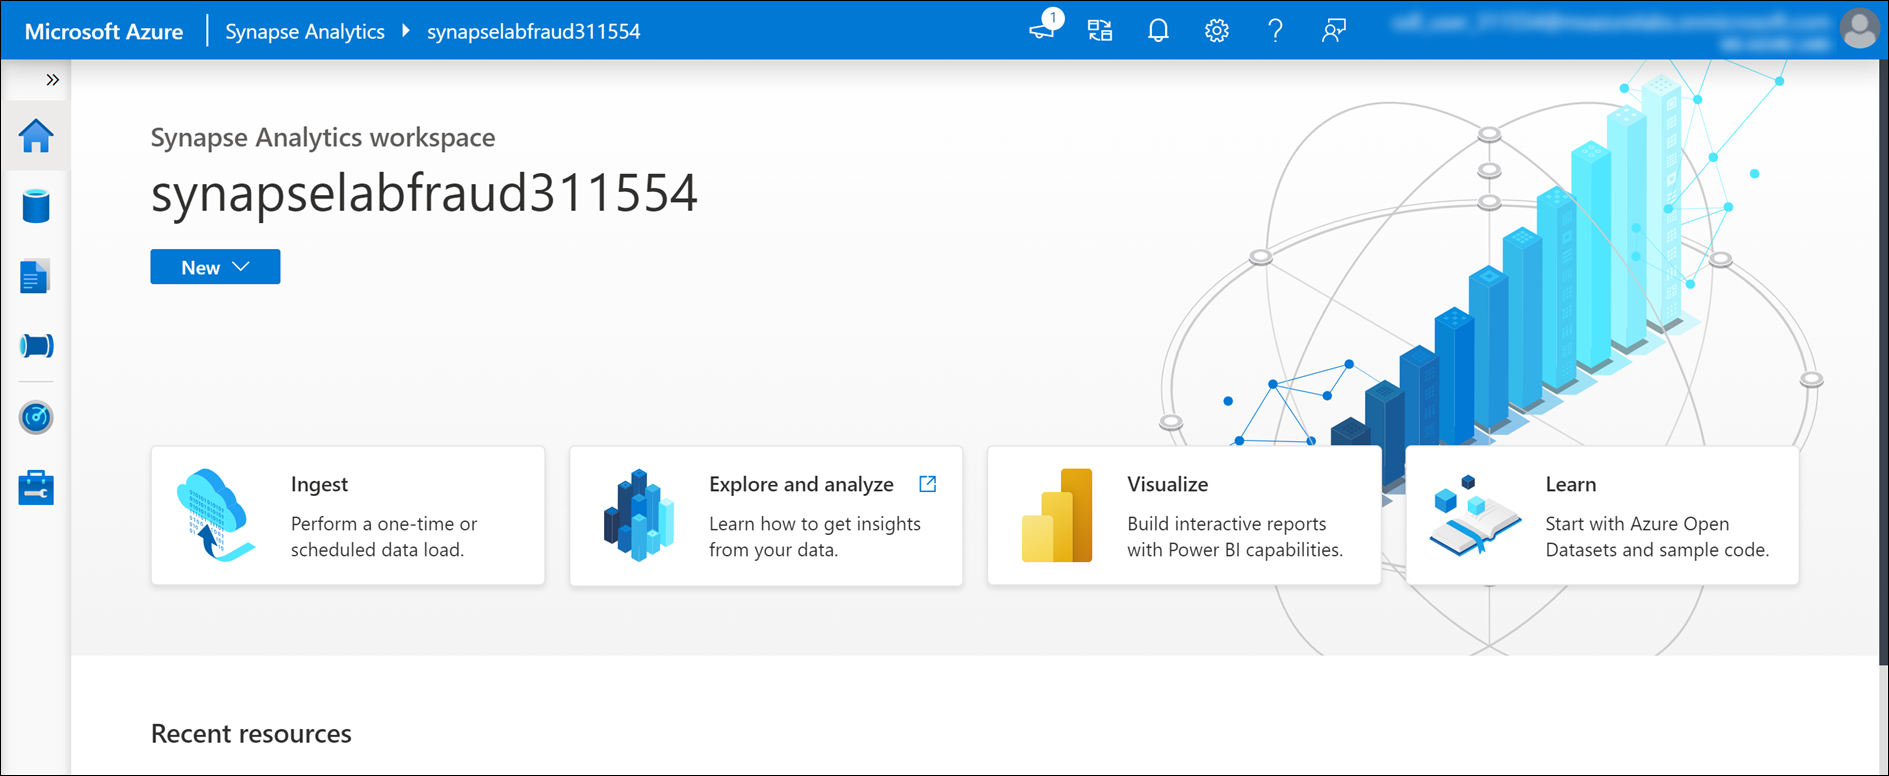 Microsoft Azure
Synapse Analytics
synapselabfraud311554
1
Synapse Analytics workspace
synapselabfraud311554
New
Ingest
Perform a one-time or
scheduled data load.
Explore and analyze
Learn how to get insights
from your data.
Visualize
Build interactive reports
with Power BI capabilities.
Learn
Start with Azure Open
Datasets and sample code.
Recent resources